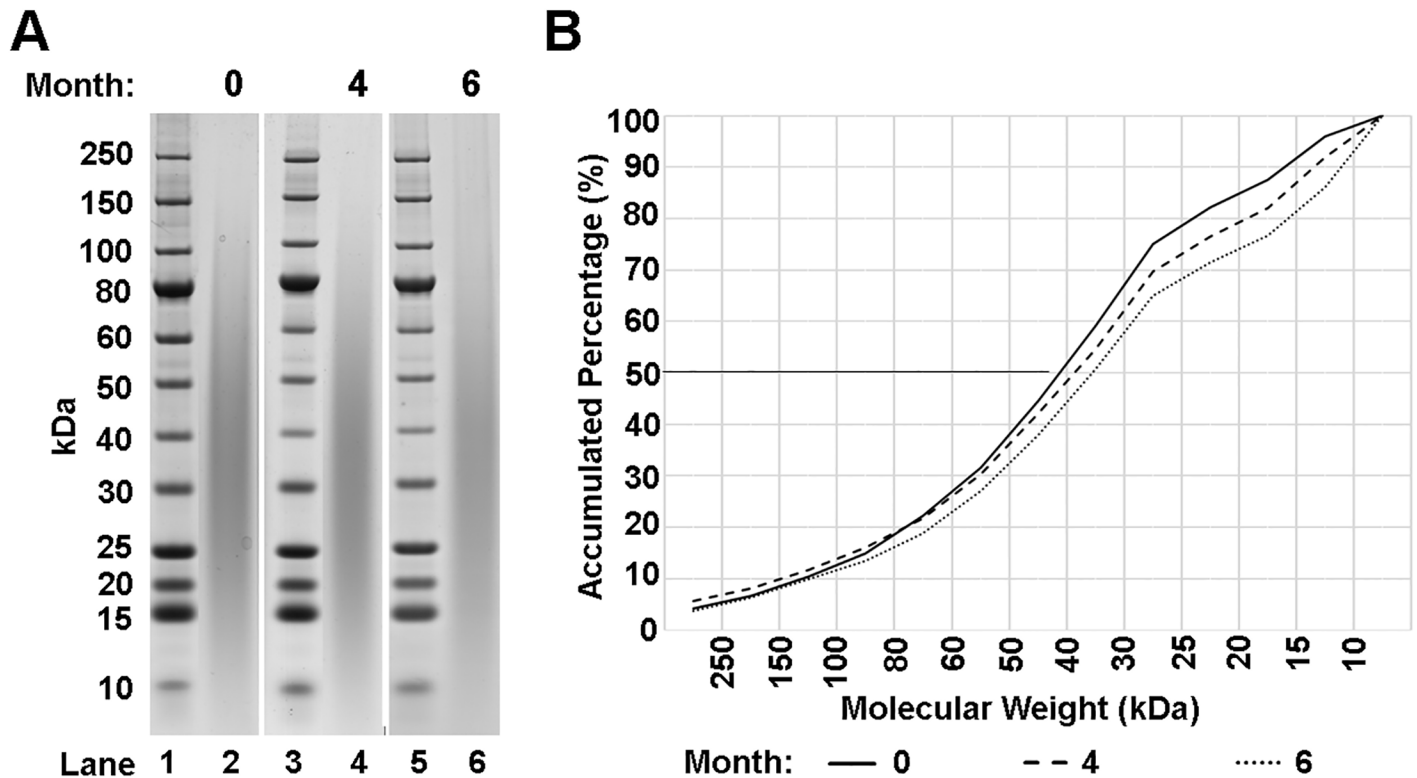 A
Month: 0 4 6
250
150
100
80
60
50
40
30
25
20
15
10
kDa
Lane 1 2 3 4 5 6
B
100
90
80
70
60
50
40
30
20
10
0
Accumulated Percentage (%)
250 150 100 80 60 50 40 30 25 20 15 10
Molecular Weight (kDa)
Month: 0 4 6